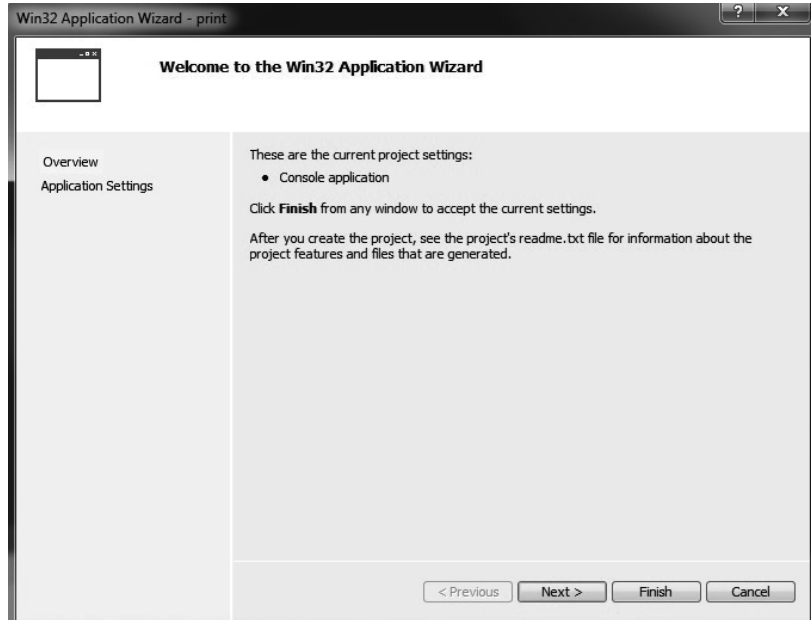 Win32 Application Wizard - print
? X
Welcome to the Win32 Application Wizard
Overview
Application Settings
These are the current project settings:
• Console application
Click Finish from any window to accept the current settings.
After you create the project, see the project's readme.txt file for information about the
project features and files that are generated.
< Previous Next > Finish Cancel